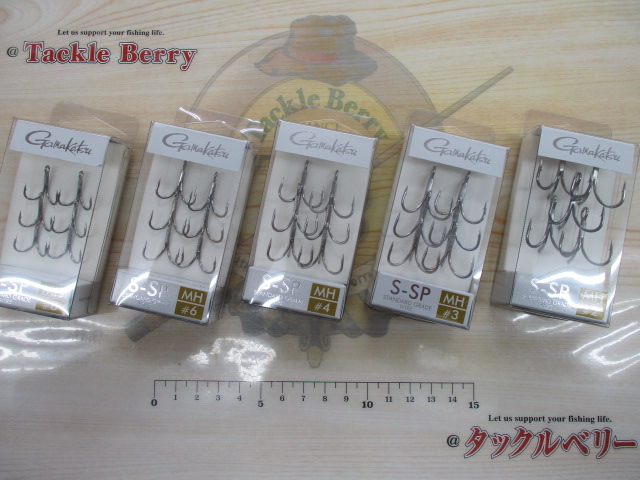 Let us support your fishing life.
@ Tackle Berry
Tackle Berry
Gamakatsu
Gamakatsu
Gamakatsu
Gamakatsu
Gamakatsu
S-SP
MH
#6
S-SP
MH
#4
S-SP
STANDARD GRADE
MH
#3
S-SP
MH
0 1 2 3 4 5 6 7 8 9 10 11 12 13 14 15
Let us support your fishing life.
@ タックルベリー